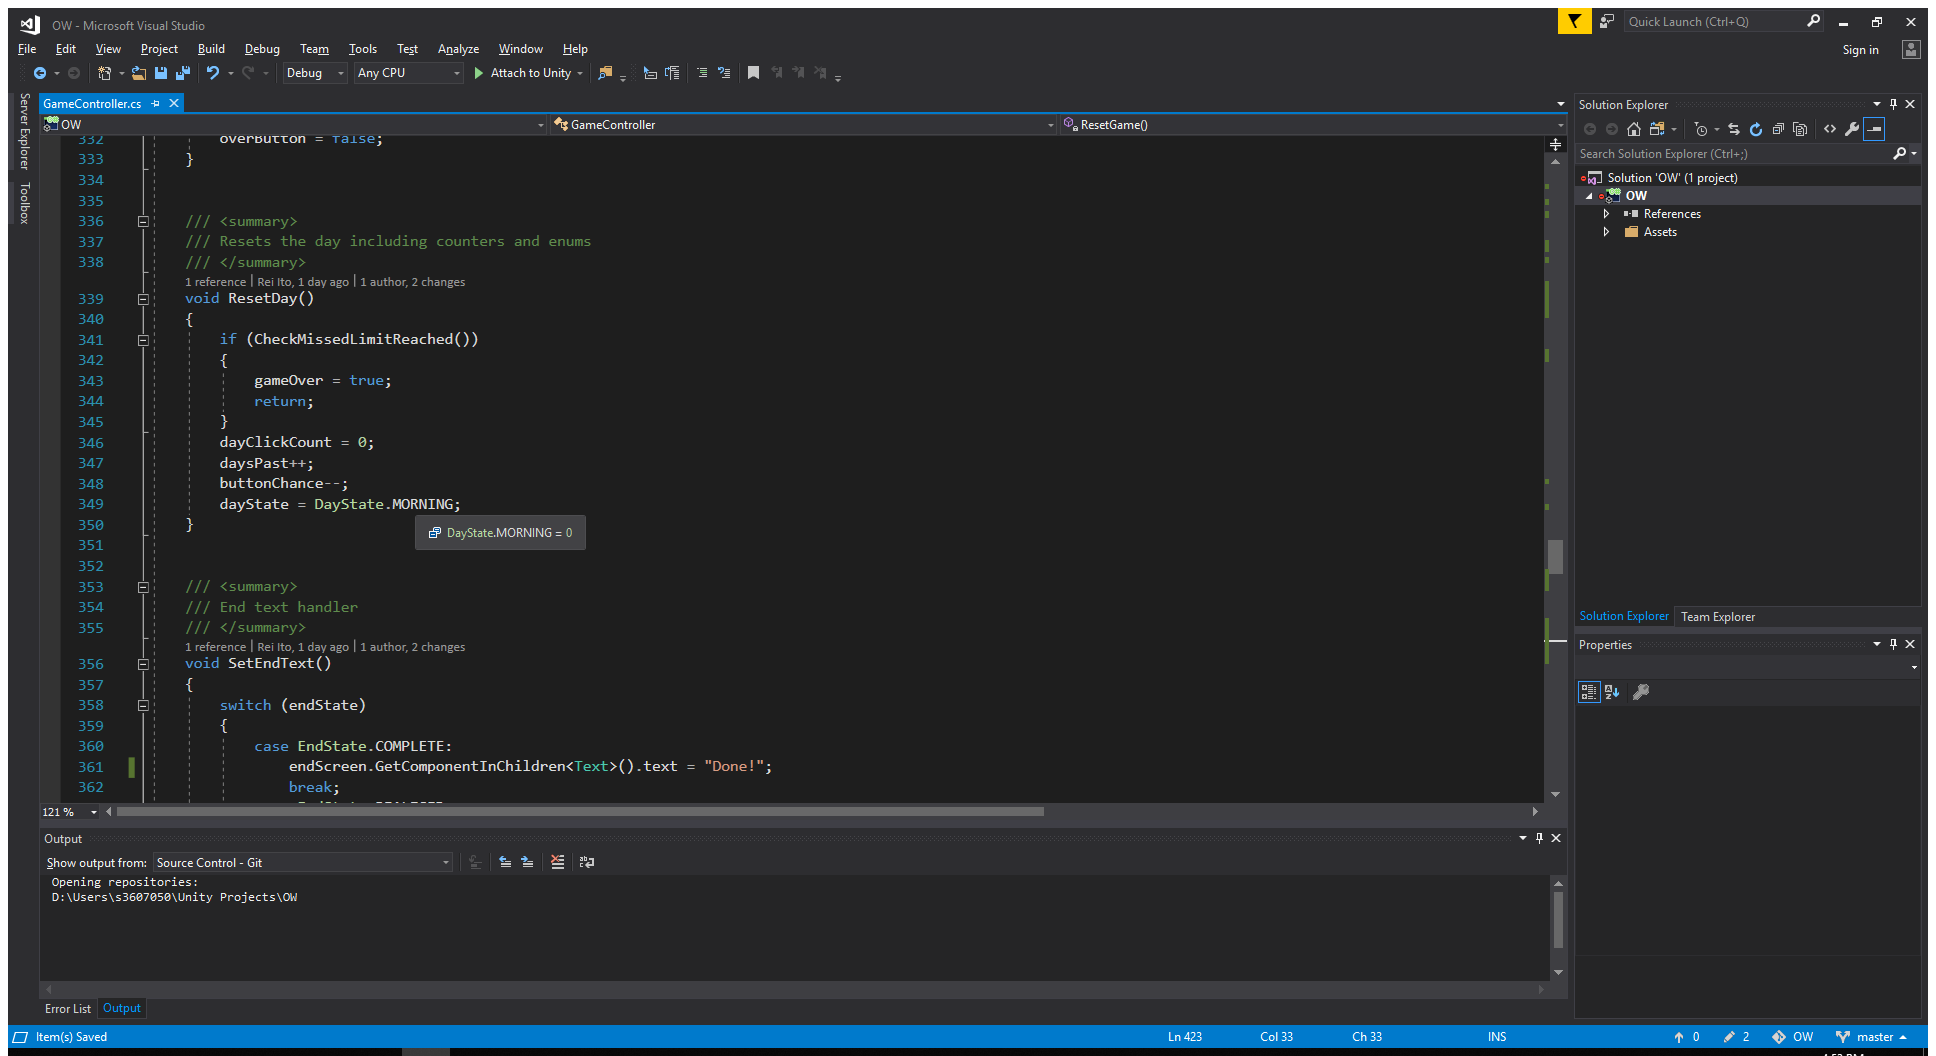 OW - Microsoft Visual Studio
Quick Launch (Ctrl+Q)
File Edit View Project Build Debug Team Tools Test Analyze Window Help
Sign in
Debug Any CPU Attach to Unity
Server Explorer
Toolbox
GameController.cs
OW GameController ResetGame()
332 overButton = false;
333 }
334
335
336 /// <summary>
337 /// Resets the day including counters and enums
338 /// </summary>
1 reference | Rei Ito, 1 day ago | 1 author, 2 changes
339 void ResetDay()
340 {
341 if (CheckMissedLimitReached())
342 {
343 gameOver = true;
344 return;
345 }
346 dayClickCount = 0;
347 daysPast++;
348 buttonChance--;
349 dayState = DayState.MORNING;
350 }
DayState.MORNING = 0
351
352
353 /// <summary>
354 /// End text handler
355 /// </summary>
1 reference | Rei Ito, 1 day ago | 1 author, 2 changes
356 void SetEndText()
357 {
358 switch (endState)
359 {
360 case EndState.COMPLETE:
361 endScreen.GetComponentInChildren<Text>().text = "Done!";
362 break;
121 %
Output
Show output from: Source Control - Git
Opening repositories:
D:\Users\s3607050\Unity Projects\OW
Error List Output
Solution Explorer
Search Solution Explorer (Ctrl+;)
Solution 'OW' (1 project)
OW
References
Assets
Solution Explorer Team Explorer
Properties
Item(s) Saved Ln 423 Col 33 Ch 33 INS 0 2 OW master